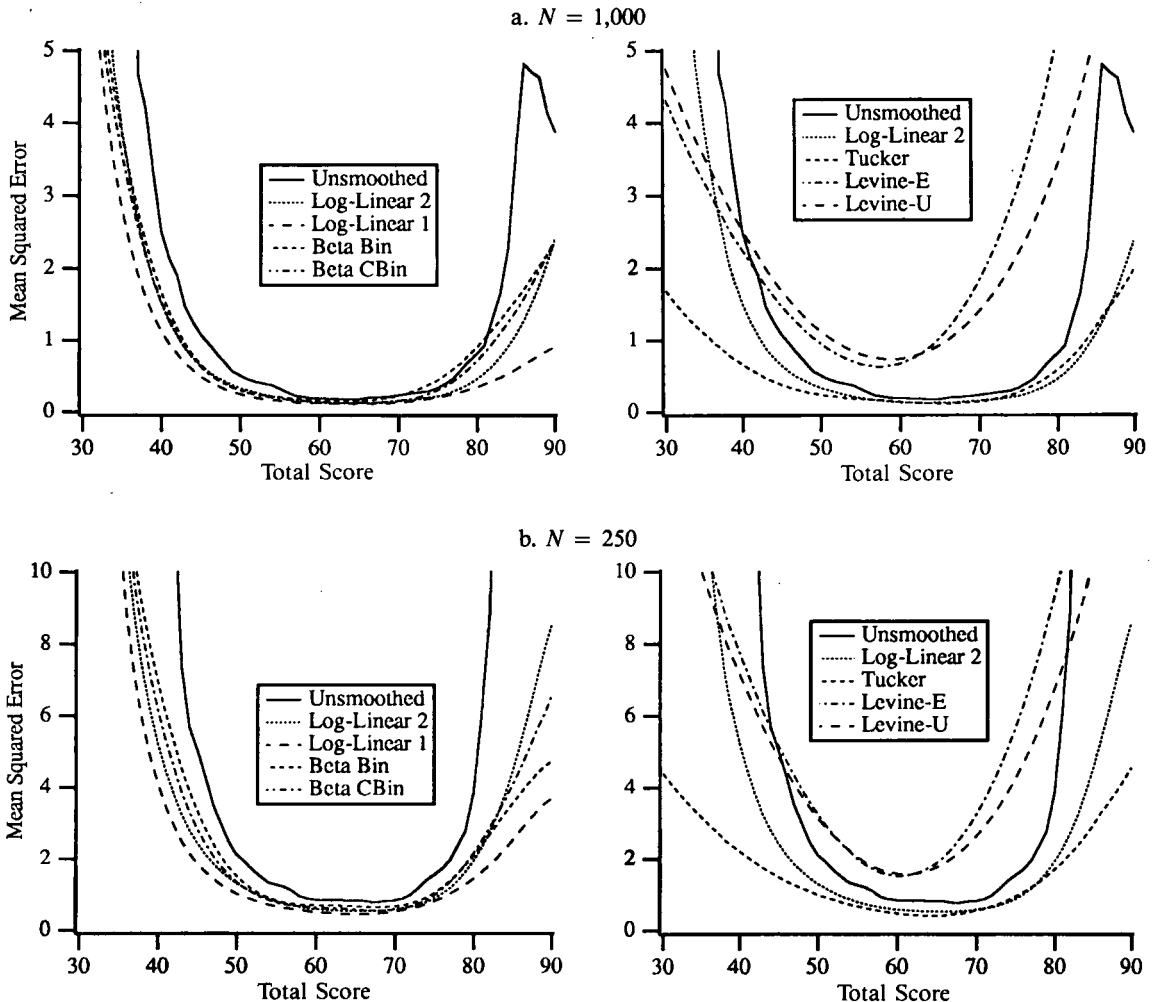 a. N = 1,000
Mean Squared Error
5
4
3
2
1
0
30 40 50 60 70 80 90
Total Score
Unsmoothed
Log-Linear 2
Log-Linear 1
Beta Bin
Beta CBin
5
4
3
2
1
0
30 40 50 60 70 80 90
Total Score
Unsmoothed
Log-Linear 2
Tucker
Levine-E
Levine-U
b. N = 250
Mean Squared Error
10
8
6
4
2
0
30 40 50 60 70 80 90
Total Score
Unsmoothed
Log-Linear 2
Log-Linear 1
Beta Bin
Beta CBin
10
8
6
4
2
0
30 40 50 60 70 80 90
Total Score
Unsmoothed
Log-Linear 2
Tucker
Levine-E
Levine-U